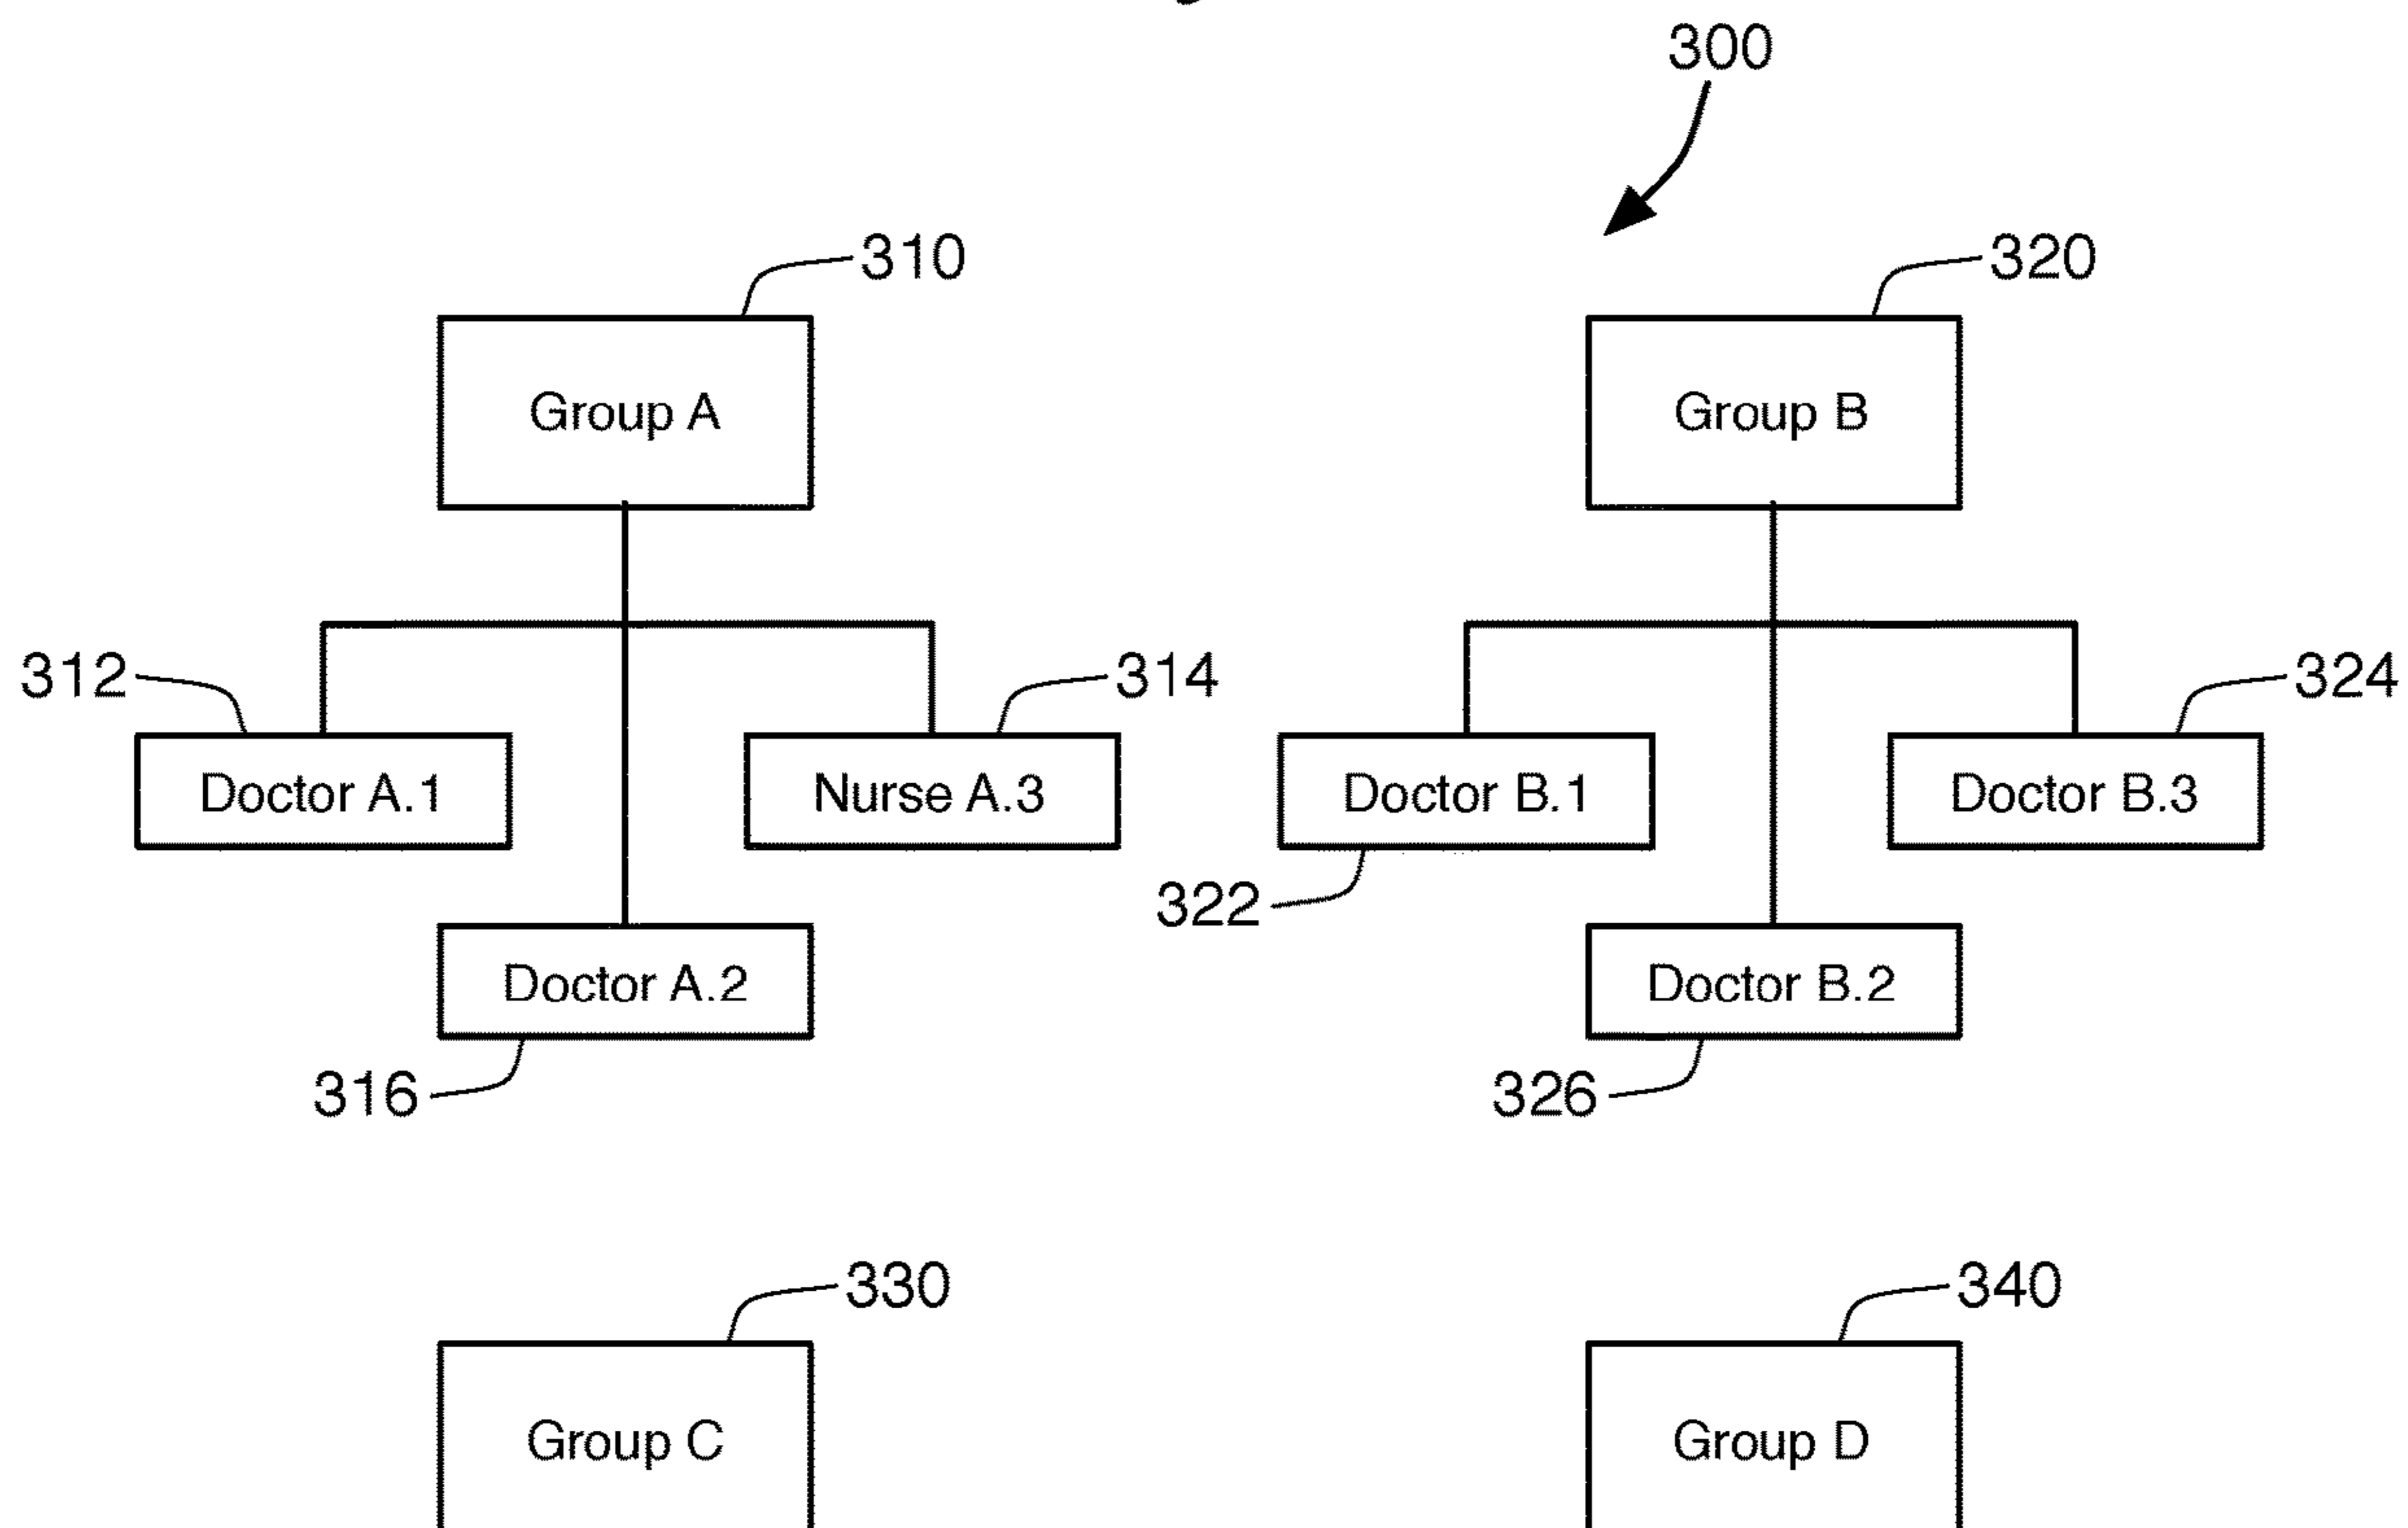 300
310
320
Group A
Group B
312
314
324
Doctor A.1
Nurse A.3
Doctor B.1
Doctor B.3
322
Doctor A.2
Doctor B.2
316
326
330
340
Group C
Group D